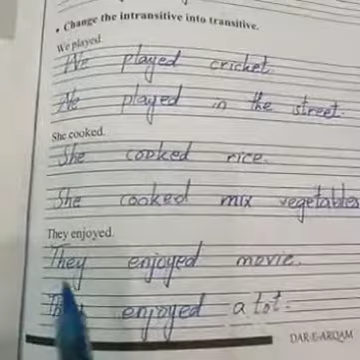 • Change the intransitive into transitive.
We played.
We played cricket.
We played in the street.
She cooked.
She cooked rice.
She cooked mix vegetables
They enjoyed.
They enjoyed movie.
They enjoyed a lot.
DAR-E-ARQAM